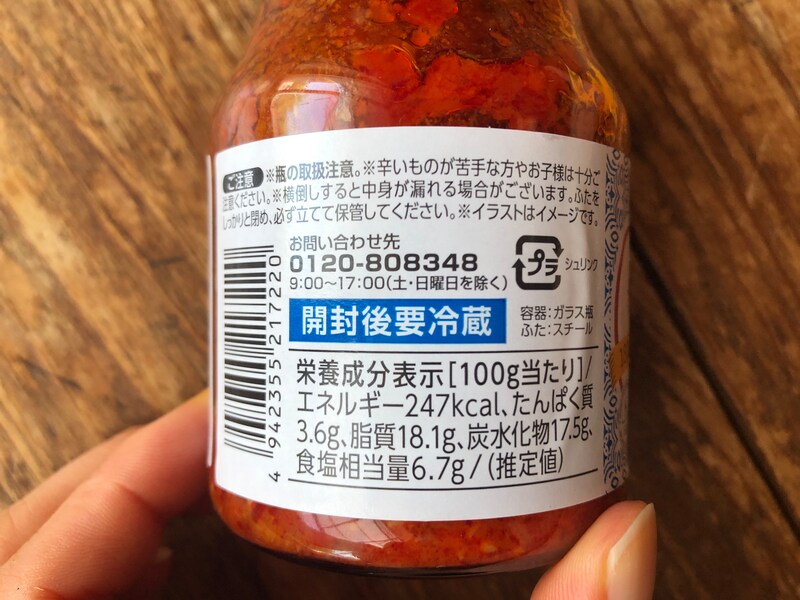 ご注意 ※瓶の取扱注意。※辛いものが苦手な方やお子様は十分ご
注意ください。※横倒しすると中身が漏れる場合がございます。ふたを
しっかりと閉め、必ず立てて保管してください。※イラストはイメージです。
お問い合わせ先
0120-808348
9:00〜17:00(土・日曜日を除く)
プラ シュリンク
開封後要冷蔵
容器:ガラス瓶
ふた:スチール
栄養成分表示[100g当たり]/
エネルギー247kcal、たんぱく質
3.6g、脂質18.1g、炭水化物17.5g、
食塩相当量6.7g/(推定値)
4 942355 217220